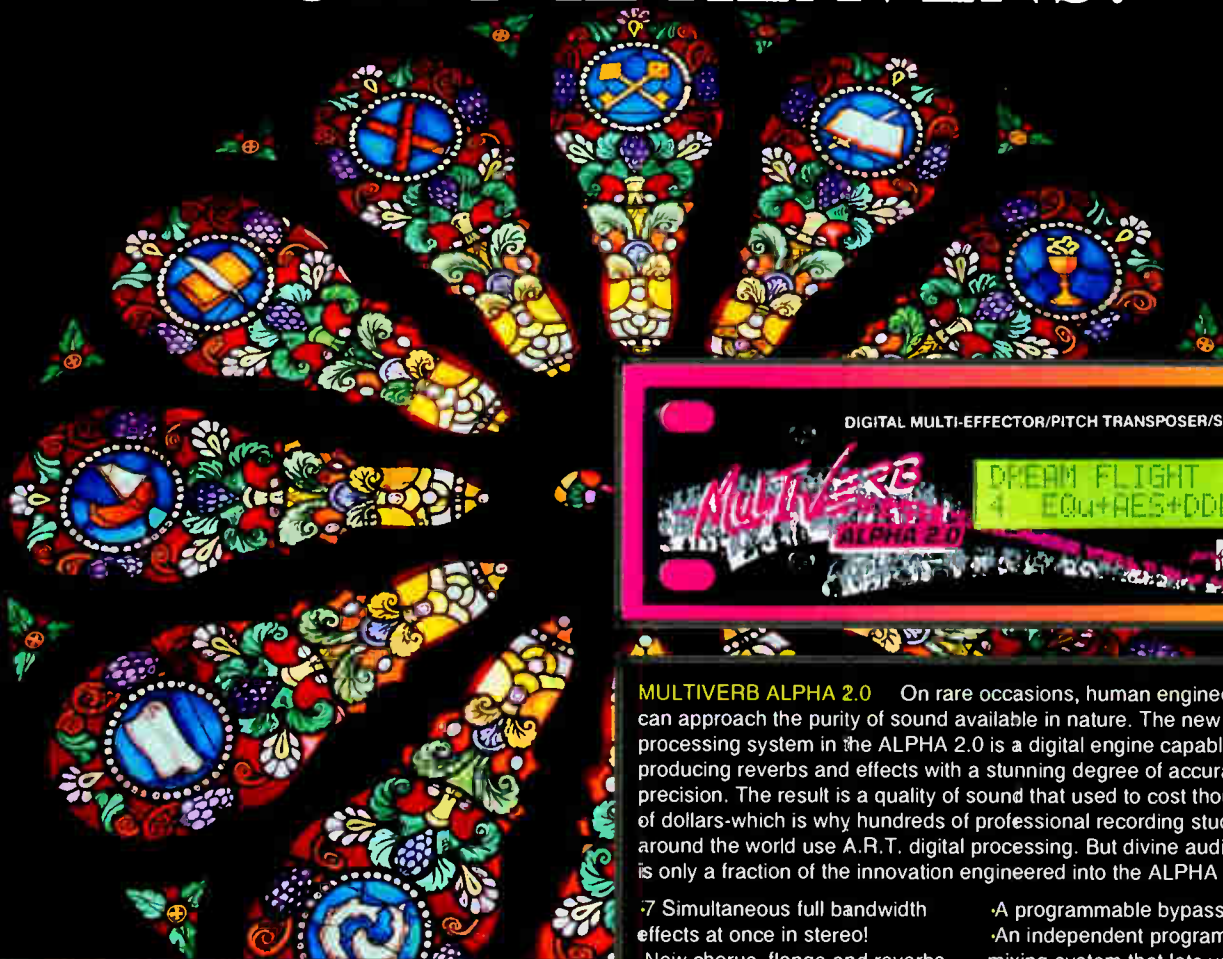 DIGITAL MULTI-EFFECTOR/PITCH TRANSPOSER/S
MULTIVERB
ALPHA 2.0
DREAM FLIGHT
4 EQu+AES+DD
MULTIVERB ALPHA 2.0 On rare occasions, human engine
can approach the purity of sound available in nature. The new
processing system in the ALPHA 2.0 is a digital engine capabl
producing reverbs and effects with a stunning degree of accura
precision. The result is a quality of sound that used to cost tho
of dollars-which is why hundreds of professional recording stu
around the world use A.R.T. digital processing. But divine audi
is only a fraction of the innovation engineered into the ALPHA
·7 Simultaneous full bandwidth
effects at once in stereo!
·A programmable bypass
·An independent program